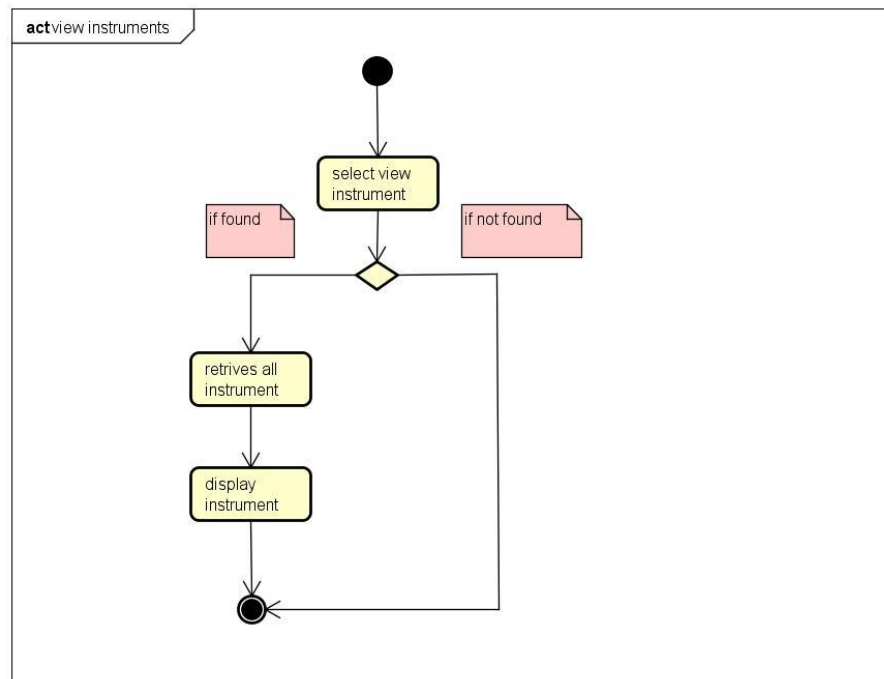 act view instruments
select view
instrument
if found
if not found
retrives all
instrument
display
instrument